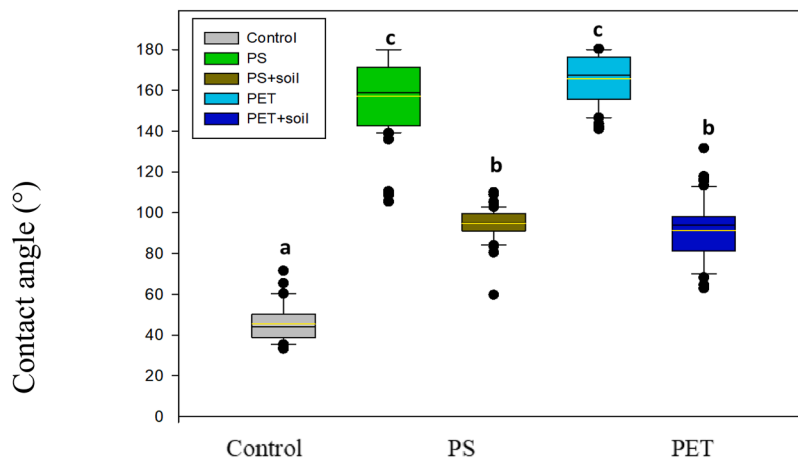 Control
PS
PS+soil
PET
PET+soil
Contact angle (°)
180
160
140
120
100
80
60
40
20
0
a
c
b
c
b
Control
PS
PET